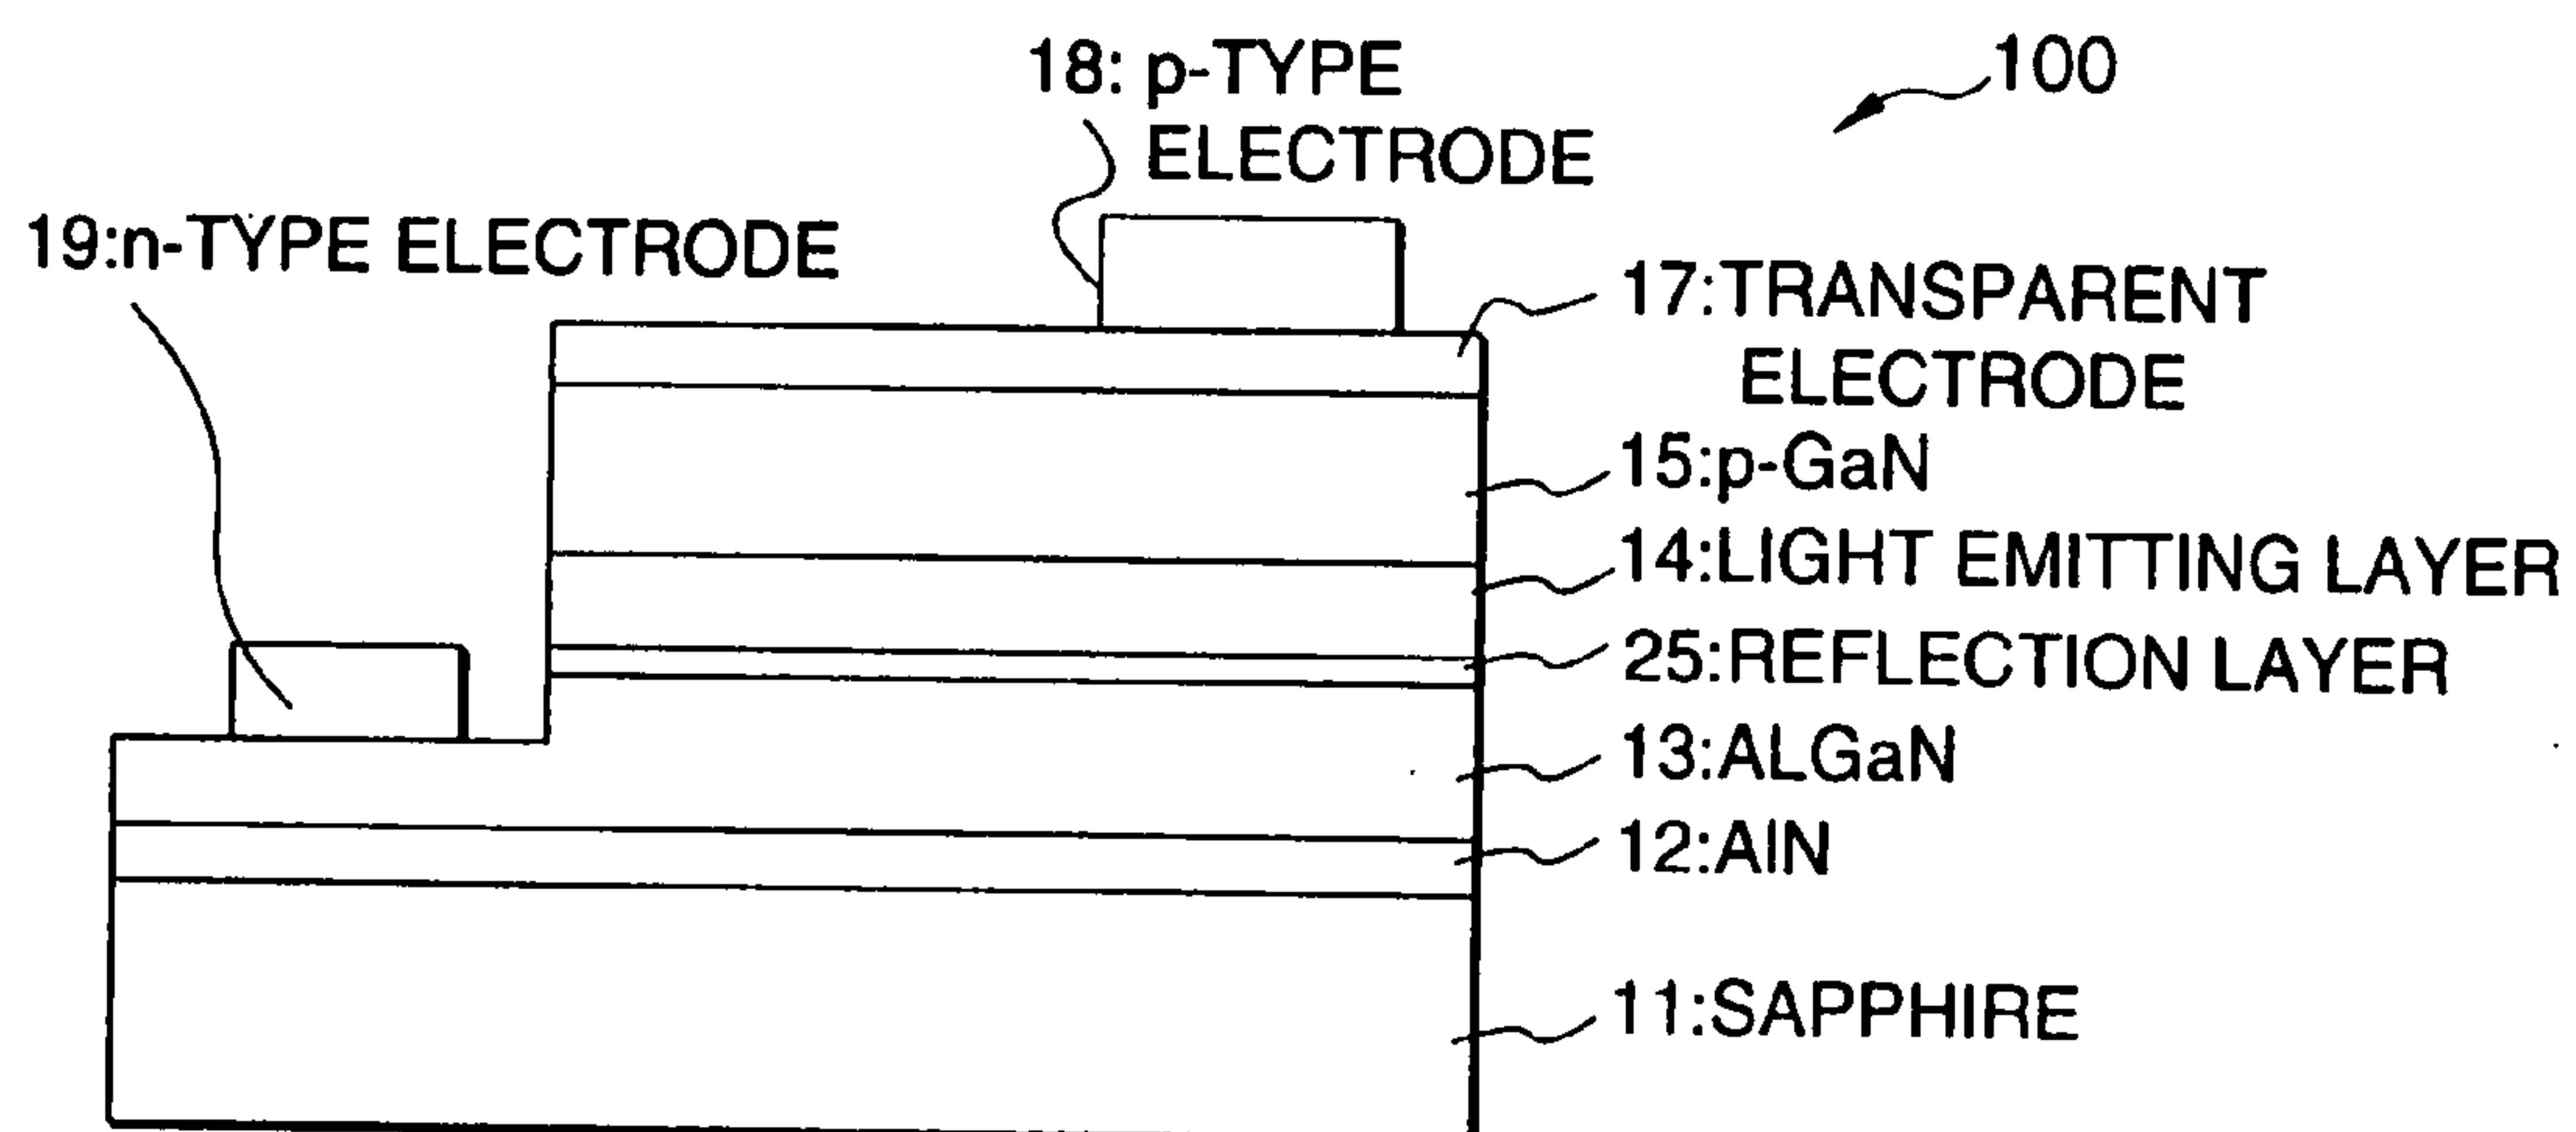 18: p-TYPE
ELECTRODE
100
19:n-TYPE ELECTRODE
17:TRANSPARENT
ELECTRODE
15:p-GaN
14:LIGHT EMITTING LAYER
25:REFLECTION LAYER
13:ALGaN
12:AlN
11:SAPPHIRE